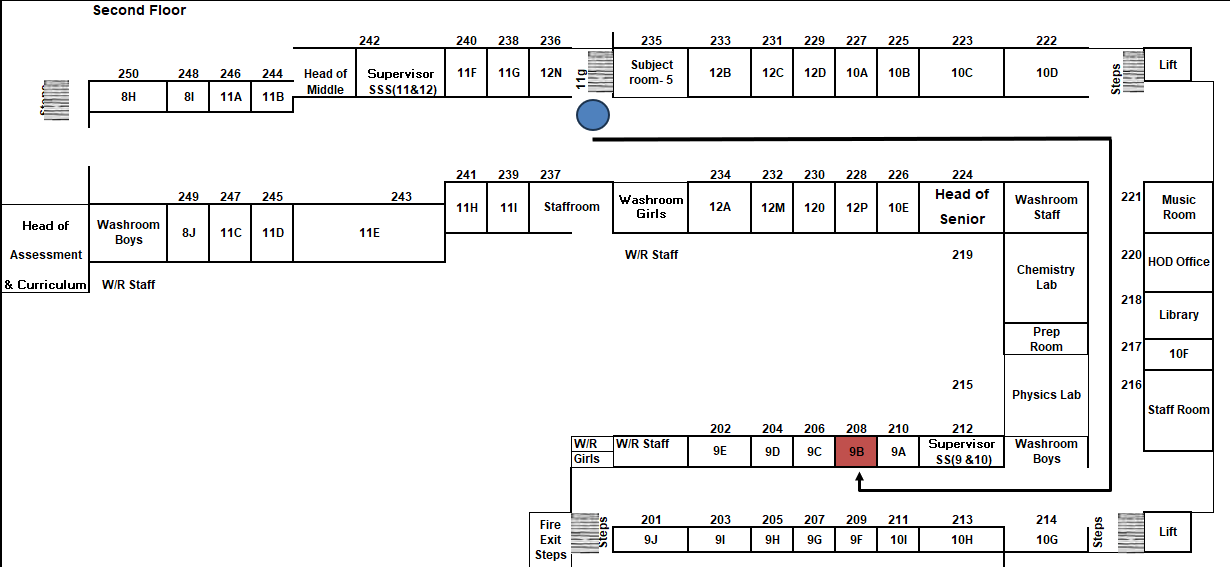 Second Floor
242 240 238 236 235 233 231 229 227 225 223 222
250 248 246 244
Head of
Middle
Supervisor
SSS(11&12)
11F 11G 12N
11g
Subject
room- 5
12B 12C 12D 10A 10B 10C 10D
Steps
Lift
Steps
8H 8I 11A 11B
241 239 237 234 232 230 228 226 224
249 247 245 243
221
Head of
Assessment
& Curriculum
Washroom
Boys
8J 11C 11D 11E
11H 11I Staffroom
Washroom
Girls
12A 12M 120 12P 10E
Head of
Senior
Washroom
Staff
Music
Room
W/R Staff
W/R Staff
219
Chemistry
Lab
220
HOD Office
218
Library
Prep
Room
217
10F
215
Physics Lab
216
Staff Room
202 204 206 208 210 212
W/R
Girls
W/R Staff
9E 9D 9C 9B 9A
Supervisor
SS(9 &10)
Washroom
Boys
201 203 205 207 209 211 213 214
Fire
Exit
Steps
Steps
9J 9I 9H 9G 9F 10I 10H 10G
Steps
Lift